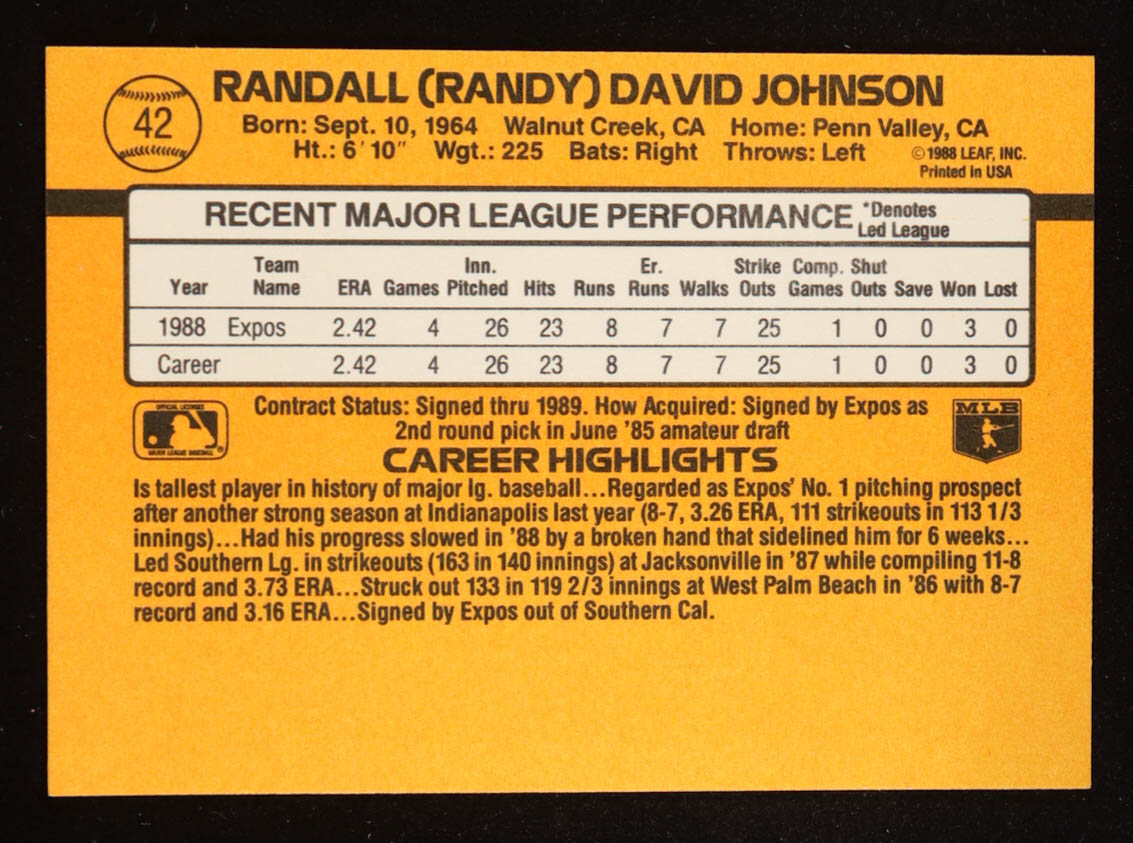 42
RANDALL (RANDY) DAVID JOHNSON
Born: Sept. 10, 1964 Walnut Creek, CA Home: Penn Valley, CA
Ht.: 6'10" Wgt.: 225 Bats: Right Throws: Left ©1988 LEAF, INC.
Printed in USA
RECENT MAJOR LEAGUE PERFORMANCE *Denotes
Led League
Team Inn. Er. Strike Comp. Shut
Year Name ERA Games Pitched Hits Runs Runs Walks Outs Games Outs Save Won Lost
1988 Expos 2.42 4 26 23 8 7 7 25 1 0 0 3 0
Career 2.42 4 26 23 8 7 7 25 1 0 0 3 0
OFFICIAL LICENSEE
MAJOR LEAGUE BASEBALL
®
Contract Status: Signed thru 1989. How Acquired: Signed by Expos as
2nd round pick in June '85 amateur draft
MLB
CAREER HIGHLIGHTS
Is tallest player in history of major lg. baseball...Regarded as Expos' No. 1 pitching prospect
after another strong season at Indianapolis last year (8-7, 3.26 ERA, 111 strikeouts in 113 1/3
innings)...Had his progress slowed in '88 by a broken hand that sidelined him for 6 weeks...
Led Southern Lg. in strikeouts (163 in 140 innings) at Jacksonville in '87 while compiling 11-8
record and 3.73 ERA...Struck out 133 in 119 2/3 innings at West Palm Beach in '86 with 8-7
record and 3.16 ERA...Signed by Expos out of Southern Cal.